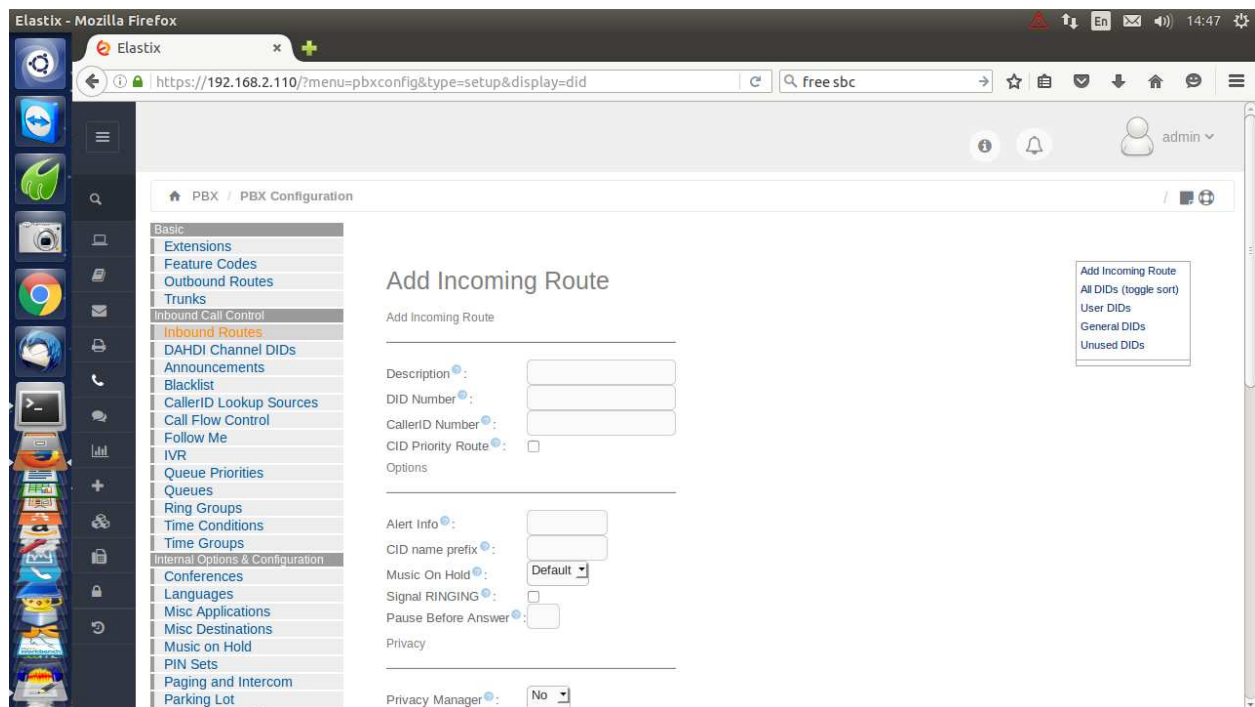 Elastix - Mozilla Firefox
En
14:47
Elastix
https://192.168.2.110/?menu=pbxconfig&type=setup&display=did
free sbc
admin
PBX / PBX Configuration
/
Basic
Extensions
Feature Codes
Outbound Routes
Trunks
Inbound Call Control
Inbound Routes
DAHDI Channel DIDs
Announcements
Blacklist
CallerID Lookup Sources
Call Flow Control
Follow Me
IVR
Queue Priorities
Queues
Ring Groups
Time Conditions
Time Groups
Internal Options & Configuration
Conferences
Languages
Misc Applications
Misc Destinations
Music on Hold
PIN Sets
Paging and Intercom
Parking Lot
Add Incoming Route
Add Incoming Route
Description :
DID Number :
CallerID Number :
CID Priority Route :
Options
Alert Info :
CID name prefix :
Music On Hold : Default
Signal RINGING :
Pause Before Answer :
Privacy
Privacy Manager : No
Add Incoming Route
All DIDs (toggle sort)
User DIDs
General DIDs
Unused DIDs